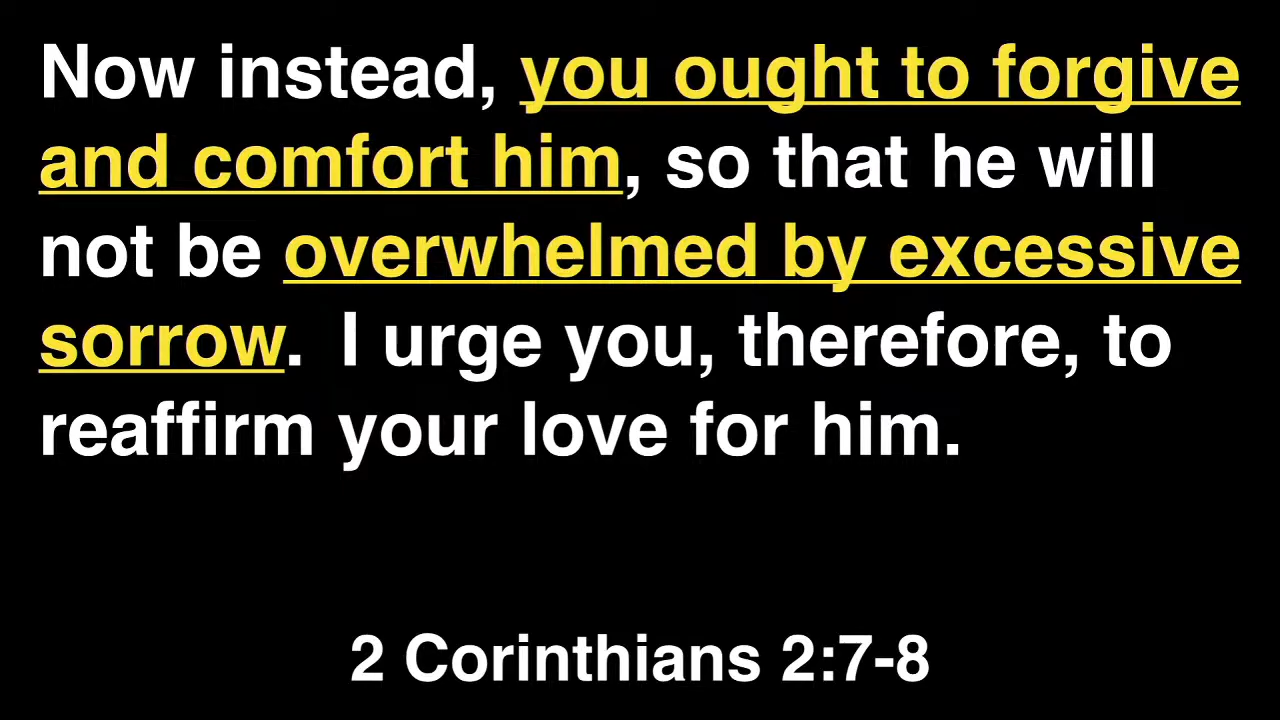 Now instead, you ought to forgive
and comfort him, so that he will
not be overwhelmed by excessive
sorrow.  I urge you, therefore, to
reaffirm your love for him.
2 Corinthians 2:7-8